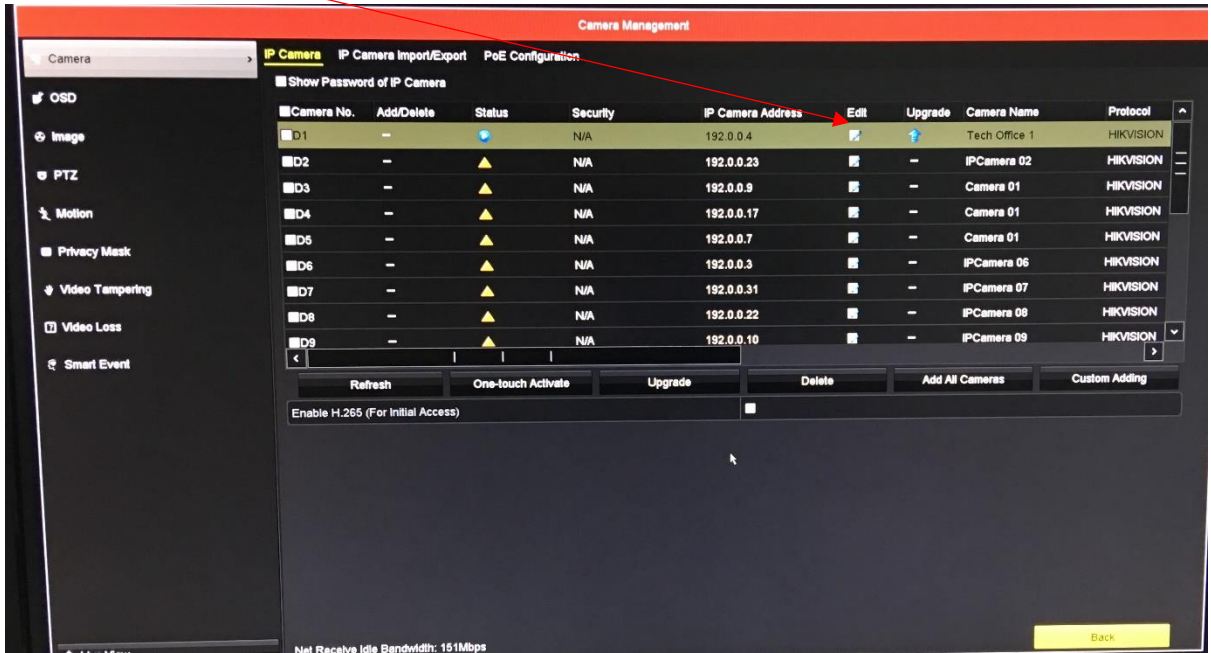 Camera Management
Camera
IP Camera IP Camera Import/Export PoE Configuration
Show Password of IP Camera
OSD
Image
PTZ
Motion
Privacy Mask
Video Tampering
Video Loss
Smart Event
Camera No. Add/Delete Status Security IP Camera Address Edit Upgrade Camera Name Protocol
D1 – N/A 192.0.0.4 Tech Office 1 HIKVISION
D2 – N/A 192.0.0.23 – IPCamera 02 HIKVISION
D3 – N/A 192.0.0.9 – Camera 01 HIKVISION
D4 – N/A 192.0.0.17 – Camera 01 HIKVISION
D5 – N/A 192.0.0.7 – Camera 01 HIKVISION
D6 – N/A 192.0.0.3 – IPCamera 06 HIKVISION
D7 – N/A 192.0.0.31 – IPCamera 07 HIKVISION
D8 – N/A 192.0.0.22 – IPCamera 08 HIKVISION
D9 – N/A 192.0.0.10 – IPCamera 09 HIKVISION
Refresh One-touch Activate Upgrade Delete Add All Cameras Custom Adding
Enable H.265 (For Initial Access)
Back
Net Receive Idle Bandwidth: 151Mbps